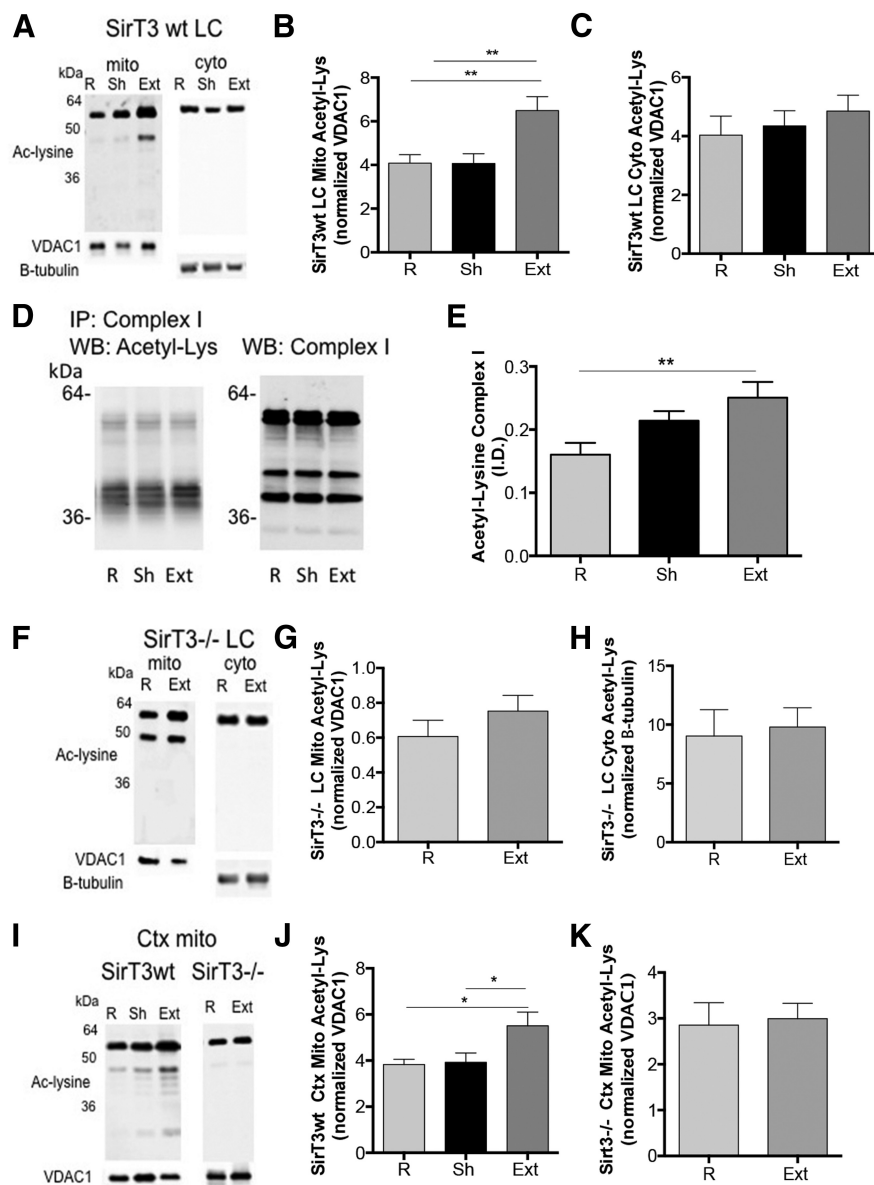 A
SirT3 wt LC
mito cyto
kDa R Sh Ext R Sh Ext
64
50
Ac-lysine
36
VDAC1
B-tubulin
B
SirT3wt LC Mito Acetyl-Lys
(normalized VDAC1)
8
6
4
2
0
**
**
R Sh Ext
C
SirT3wt LC Cyto Acetyl-Lys
(normalized VDAC1)
6
4
2
0
R Sh Ext
D
IP: Complex I
WB: Acetyl-Lys WB: Complex I
kDa
64- 64-
36- 36-
R Sh Ext R Sh Ext
E
Acetyl-Lysine Complex I
(I.D.)
0.3
0.2
0.1
0.0
**
R Sh Ext
F
SirT3-/- LC
mito cyto
kDa R Ext R Ext
64
50
Ac-lysine
36
VDAC1
B-tubulin
G
SirT3-/- LC Mito Acetyl-Lys
(normalized VDAC1)
1.0
0.8
0.6
0.4
0.2
0.0
R Ext
H
SirT3-/- LC Cyto Acetyl-Lys
(normalized B-tubulin)
15
10
5
0
R Ext
I
Ctx mito
SirT3wt SirT3-/-
kDa R Sh Ext R Ext
64
50
Ac-lysine
36
VDAC1
J
SirT3wt Ctx Mito Acetyl-Lys
(normalized VDAC1)
8
6
4
2
0
*
*
R Sh Ext
K
Sirt3-/- Ctx Mito Acetyl-Lys
(normalized VDAC1)
4
3
2
1
0
R Ext